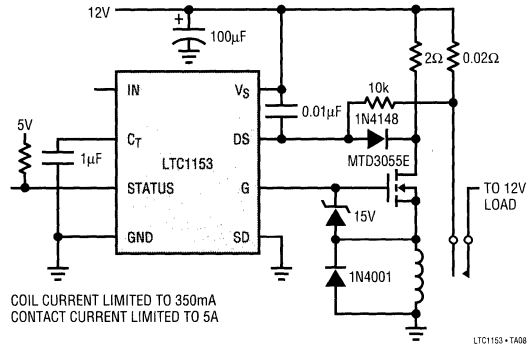 12V
100µF
2Ω
0.02Ω
10k
IN
VS
0.01µF
1N4148
5V
CT
DS
MTD3055E
1µF
LTC1153
STATUS
G
TO 12V
LOAD
15V
GND
SD
1N4001
COIL CURRENT LIMITED TO 350mA
CONTACT CURRENT LIMITED TO 5A
LTC1153 • TA08